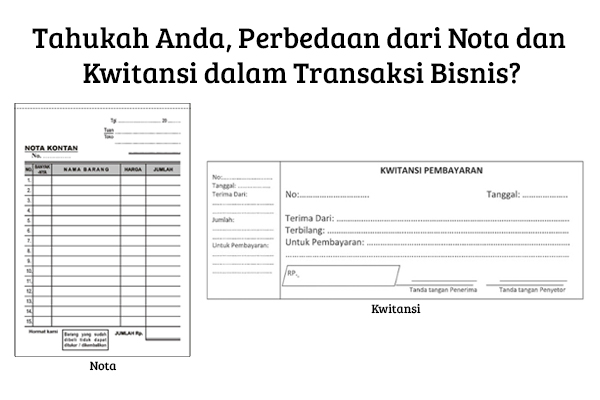 Tahukah Anda, Perbedaan dari Nota dan
Kwitansi dalam Transaksi Bisnis?
Tgl. ................ 20 ........
Tuan
Toko
NOTA KONTAN
No. ................
NO. BANYAK -NYA NAMA BARANG HARGA JUMLAH
1.
2.
3.
4.
5.
6.
7.
8.
9.
10.
11.
12.
13.
14.
15.
Hormat kami
Barang yang sudah
dibeli tidak dapat
ditukar / dikembalikan
JUMLAH Rp.
Nota
No:........................
Tanggal: ..................
Terima Dari:
..............................
..............................
Jumlah:
..............................
..............................
Untuk Pembayaran:
..............................
..............................
..............................
KWITANSI PEMBAYARAN
No:............................ Tanggal: ............................
Terima Dari: ................................................................
Terbilang: ................................................................
Untuk Pembayaran: ................................................................
................................................................
RP.,
Tanda tangan Penerima Tanda tangan Penyetor
Kwitansi